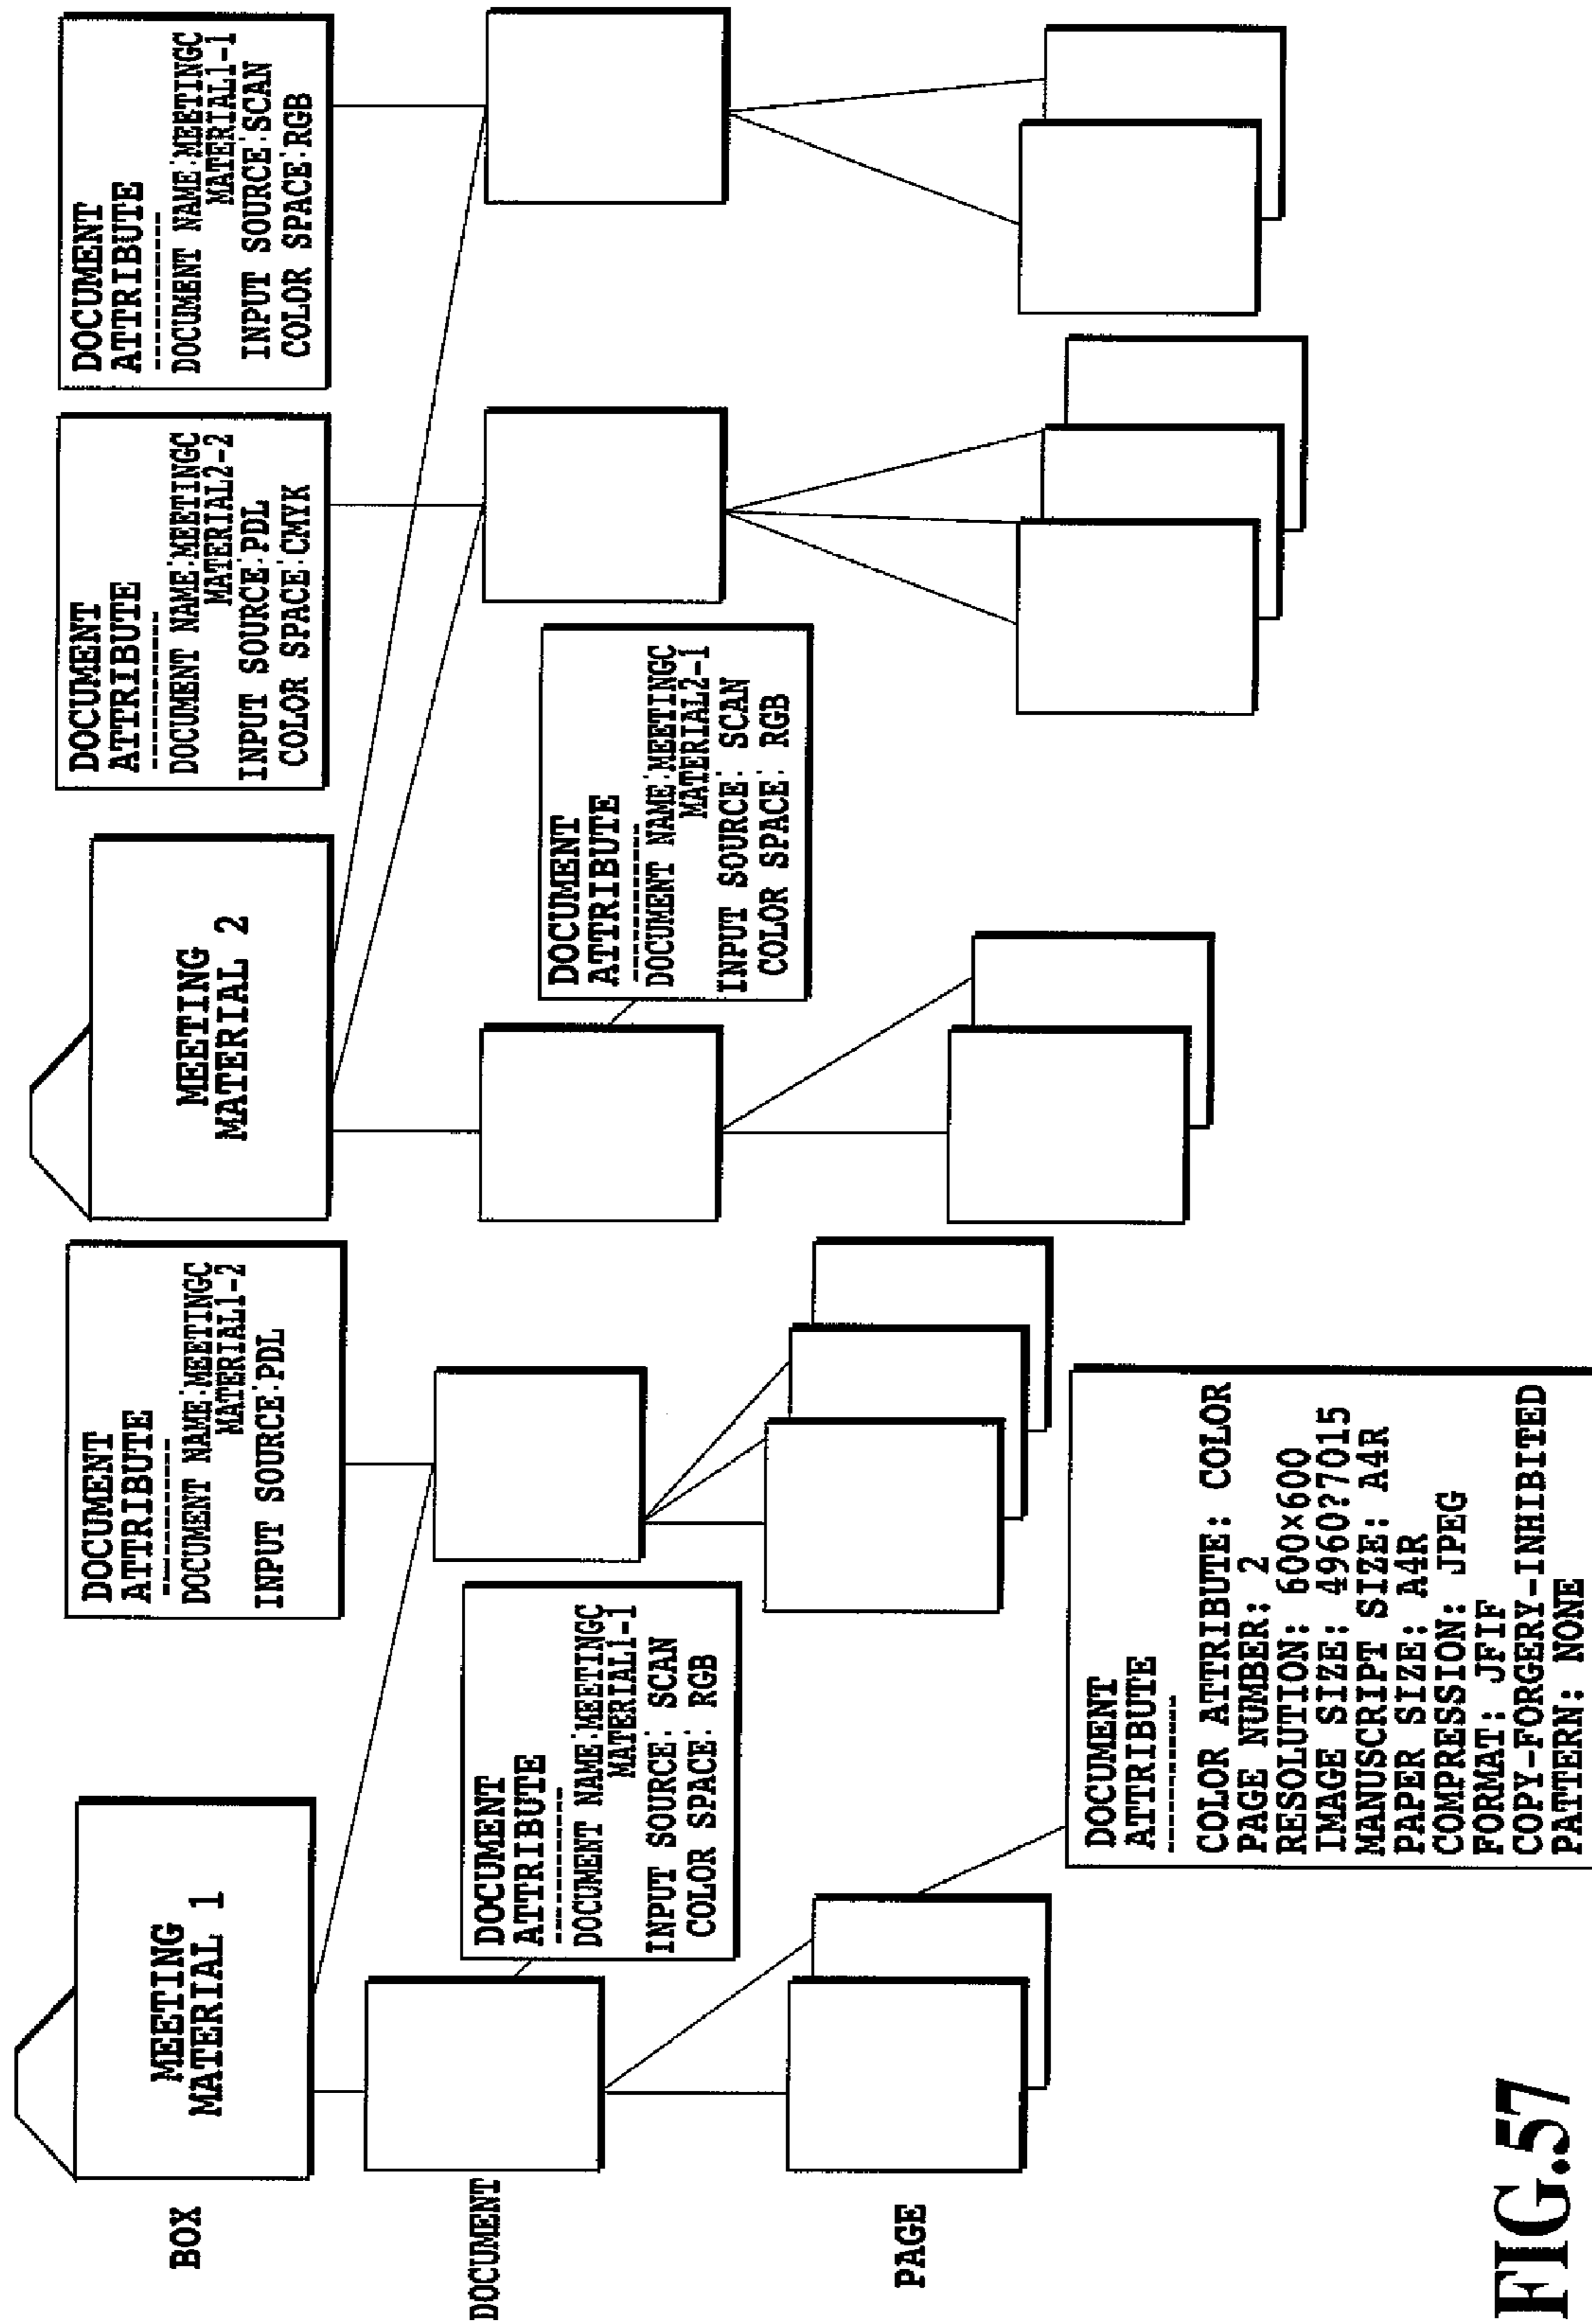 BOX
MEETING
MATERIAL 1
DOCUMENT
ATTRIBUTE
DOCUMENT NAME:MEETINGC
MATERIAL1-2
INPUT SOURCE:PDL
MEETING
MATERIAL 2
DOCUMENT
ATTRIBUTE
DOCUMENT NAME:MEETINGC
MATERIAL2-2
INPUT SOURCE:PDL
COLOR SPACE:CMYK
DOCUMENT
ATTRIBUTE
DOCUMENT NAME:MEETINGC
MATERIAL1-1
INPUT SOURCE:SCAN
COLOR SPACE:RGB
DOCUMENT
DOCUMENT
ATTRIBUTE
DOCUMENT NAME:MEETINGC
MATERIAL1-1
INPUT SOURCE: SCAN
COLOR SPACE: RGB
DOCUMENT
ATTRIBUTE
DOCUMENT NAME:MEETINGC
MATERIAL2-1
INPUT SOURCE: SCAN
COLOR SPACE: RGB
PAGE
DOCUMENT
ATTRIBUTE
COLOR ATTRIBUTE: COLOR
PAGE NUMBER: 2
RESOLUTION: 600×600
IMAGE SIZE: 4960?7015
MANUSCRIPT SIZE: A4R
PAPER SIZE: A4R
COMPRESSION: JPEG
FORMAT: JFIF
COPY-FORGERY-INHIBITED
PATTERN: NONE
FIG.57